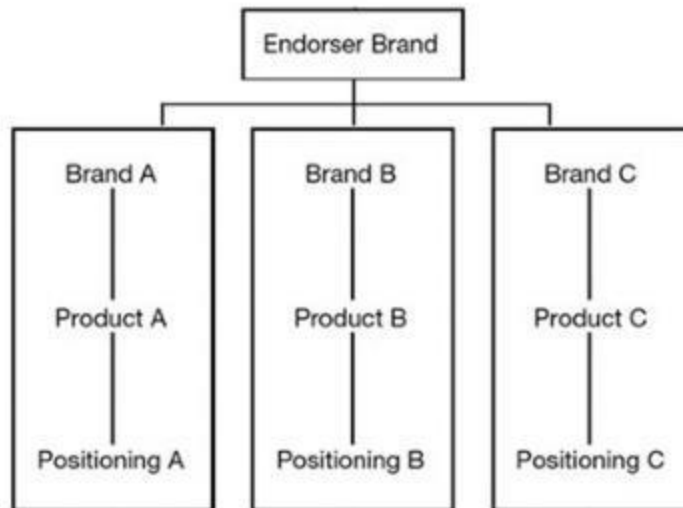 Endorser Brand
Brand A
Brand B
Brand C
Product A
Product B
Product C
Positioning A
Positioning B
Positioning C